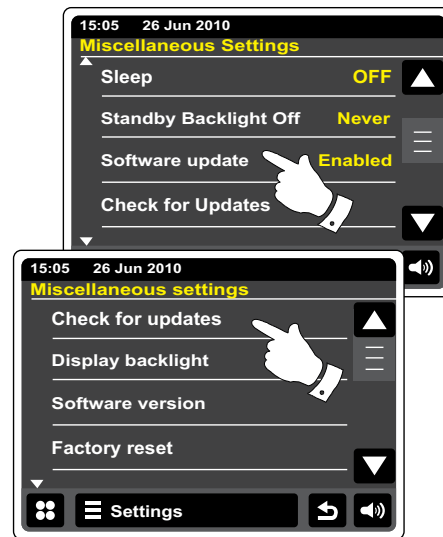 15:05 26 Jun 2010
Miscellaneous Settings
Sleep OFF
Standby Backlight Off Never
Software update Enabled
Check for Updates
15:05 26 Jun 2010
Miscellaneous settings
Check for updates
Display backlight
Software version
Factory reset
Settings